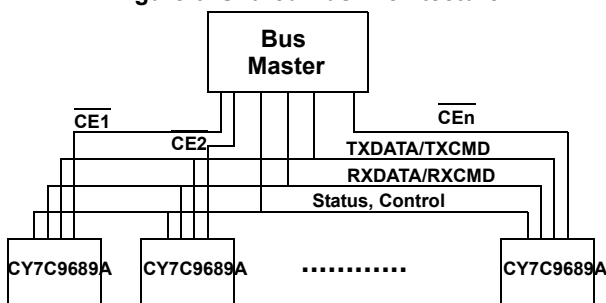 Bus
Master
CE1
CEn
CE2
TXDATA/TXCMD
RXDATA/RXCMD
Status, Control
CY7C9689A
CY7C9689A
............
CY7C9689A